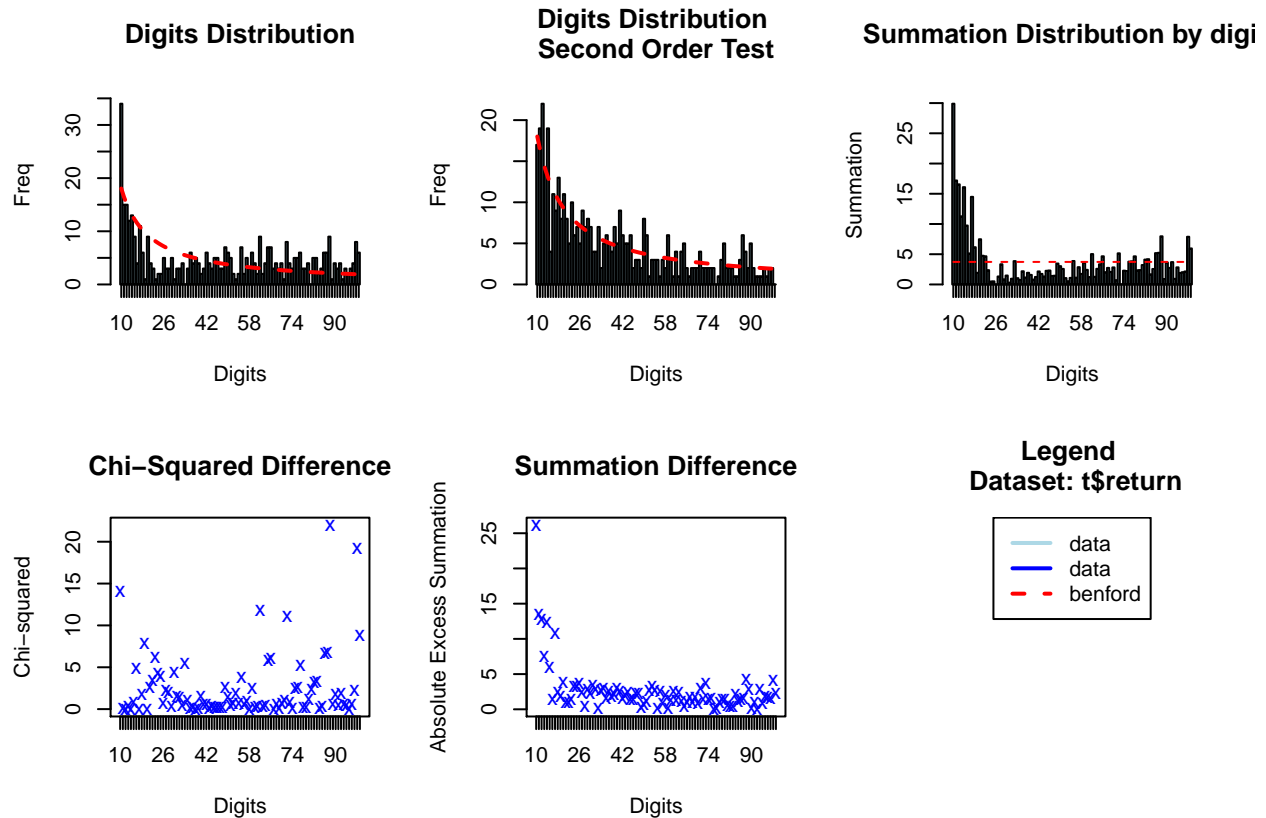 Digits Distribution
Freq
0 10 20 30
10 26 42 58 74 90
Digits
Digits Distribution
Second Order Test
Freq
0 5 10 20
10 26 42 58 74 90
Digits
Summation Distribution by digi
Summation
0 5 15 25
10 26 42 58 74 90
Digits
Chi−Squared Difference
Chi−squared
0 5 10 15 20
10 26 42 58 74 90
Digits
Summation Difference
Absolute Excess Summation
0 5 15 25
10 26 42 58 74 90
Digits
Legend
Dataset: t$return
data
data
benford